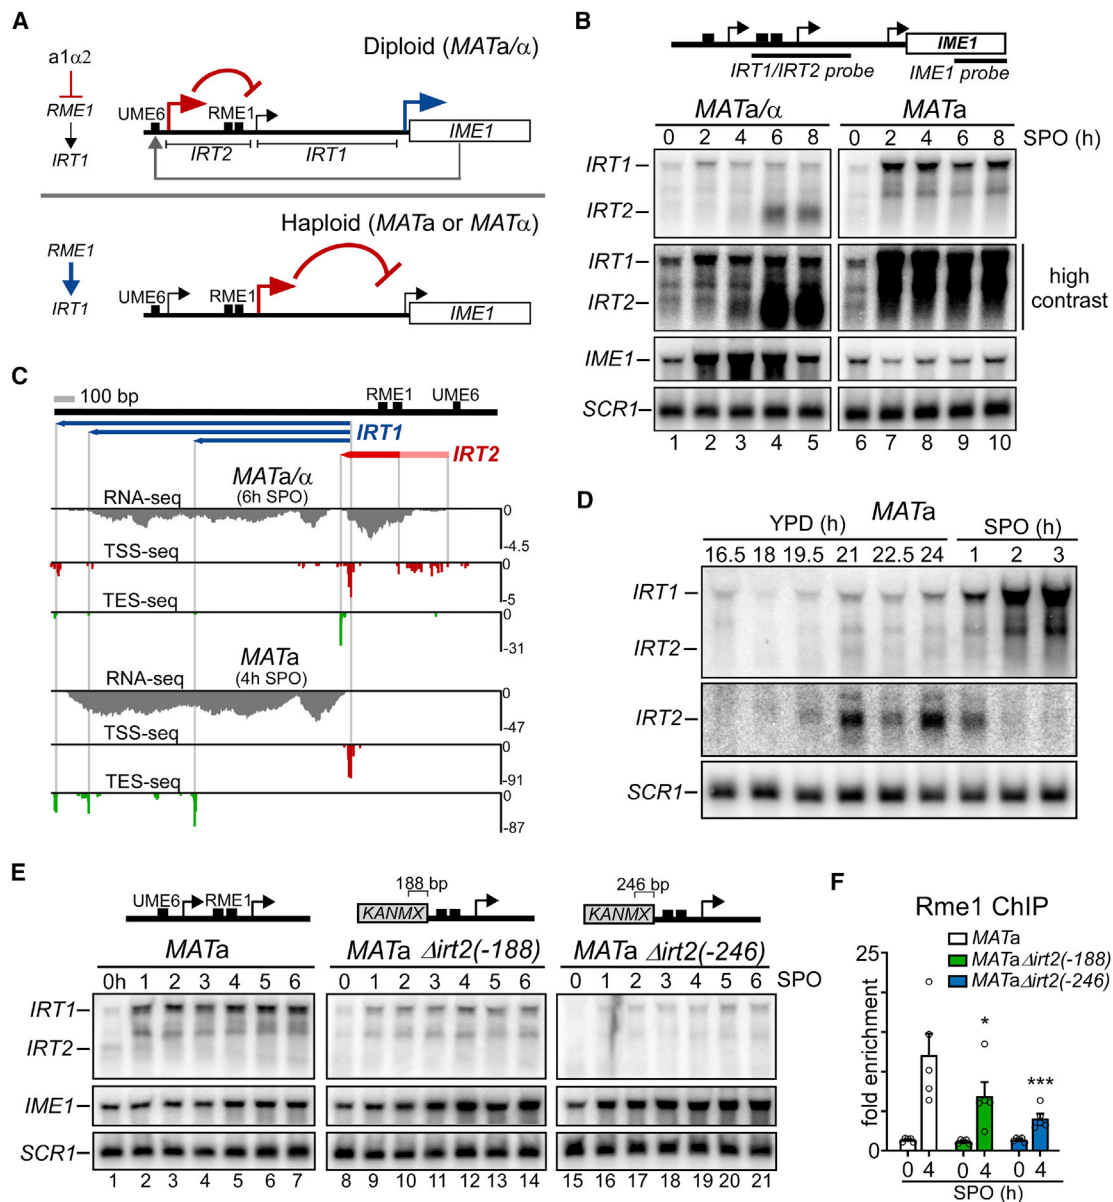 A
Diploid (MATa/α)
a1α2
RME1
IRT1
UME6
RME1
IME1
IRT2
IRT1
Haploid (MATa or MATα)
RME1
IRT1
UME6
RME1
IME1
B
IME1
IRT1/IRT2 probe
IME1 probe
MATa/α
MATa
0 2 4 6 8
0 2 4 6 8
SPO (h)
IRT1
IRT2
IRT1
IRT2
high contrast
IME1
SCR1
1 2 3 4 5
6 7 8 9 10
C
100 bp
RME1
UME6
IRT1
IRT2
MATa/α
(6h SPO)
RNA-seq
0
-4.5
TSS-seq
0
-5
TES-seq
0
-31
MATa
(4h SPO)
RNA-seq
0
-47
TSS-seq
0
-91
TES-seq
0
-87
D
MATa
YPD (h)
SPO (h)
16.5 18 19.5 21 22.5 24 1 2 3
IRT1
IRT2
IRT2
SCR1
E
UME6
RME1
188 bp
KANMX
246 bp
KANMX
MATa
MATa Δirt2(-188)
MATa Δirt2(-246)
0h 1 2 3 4 5 6
0 1 2 3 4 5 6
0 1 2 3 4 5 6
SPO
IRT1
IRT2
IME1
SCR1
1 2 3 4 5 6 7
8 9 10 11 12 13 14
15 16 17 18 19 20 21
F
Rme1 ChIP
MATa
MATaΔirt2(-188)
MATaΔirt2(-246)
25
fold enrichment
*
***
0
0 4 0 4 0 4
SPO (h)